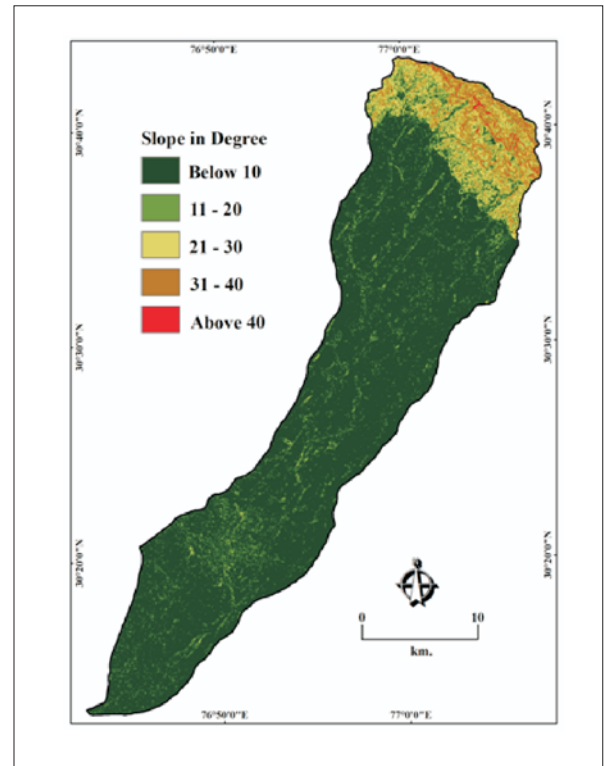 76°50'0"E
77°0'0"E
Slope in Degree
Below 10
11 - 20
21 - 30
31 - 40
Above 40
30°40'0"N
30°40'0"N
30°30'0"N
30°30'0"N
30°20'0"N
30°20'0"N
0 10
km.
76°50'0"E
77°0'0"E